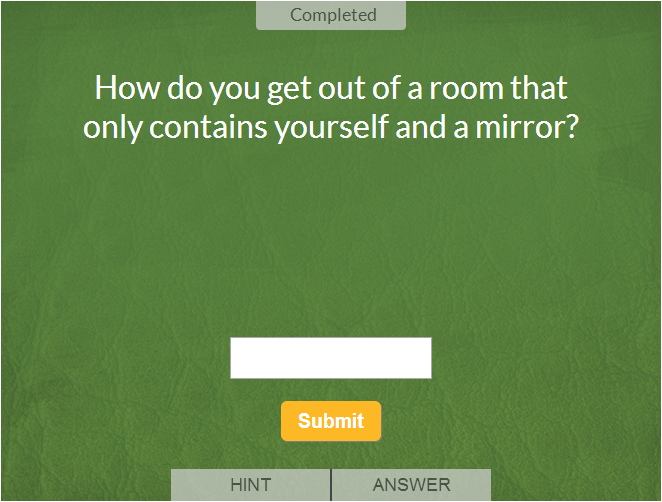 Completed
How do you get out of a room that
only contains yourself and a mirror?
Submit
HINT ANSWER